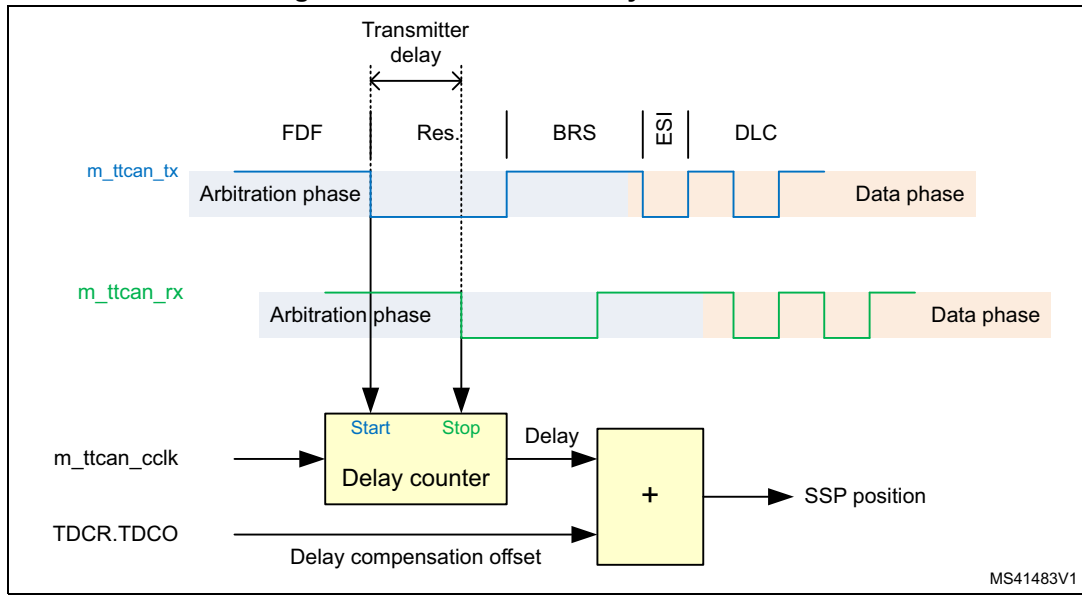 Transmitter
delay
FDF
Res.
BRS
ESI
DLC
m_ttcan_tx
Arbitration phase
Data phase
m_ttcan_rx
Arbitration phase
Data phase
Start
Stop
Delay
m_ttcan_cclk
Delay counter
+
SSP position
TDCR.TDCO
Delay compensation offset
MS41483V1